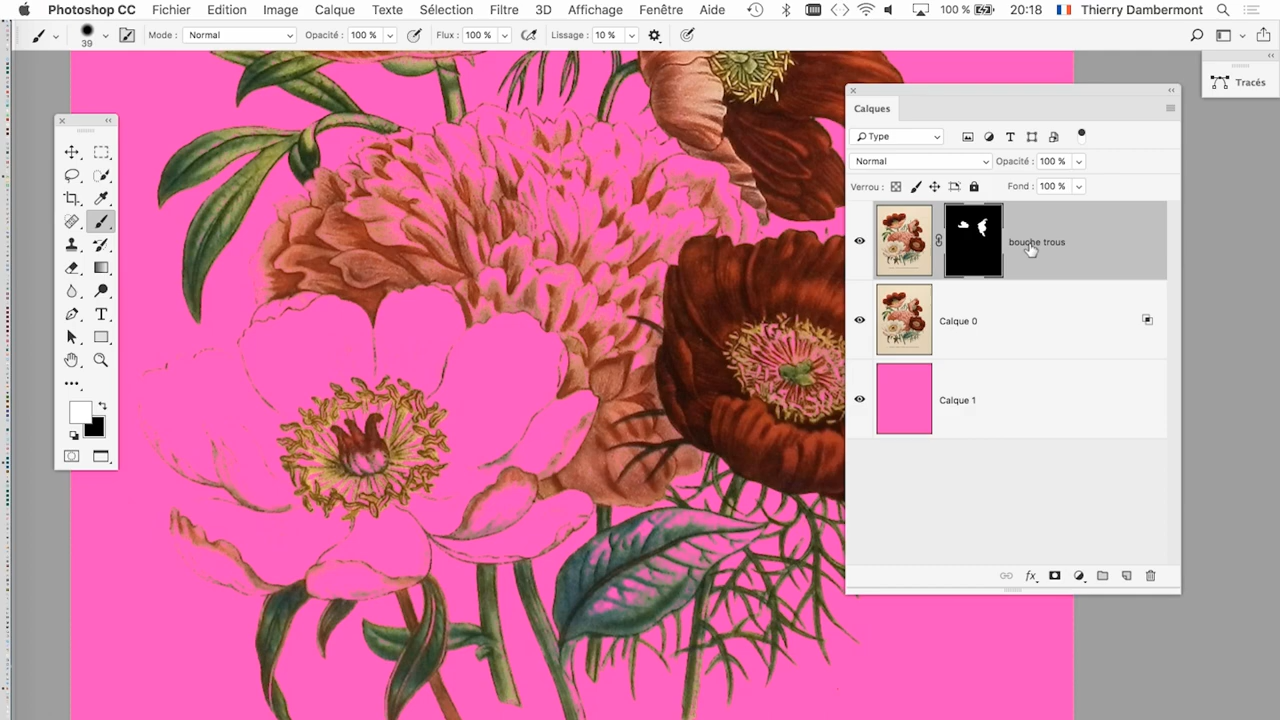 Photoshop CC Fichier Edition Image Calque Texte Sélection Filtre 3D Affichage Fenêtre Aide 100 % 20:18 Thierry Dambermont
39 Mode : Normal Opacité : 100 % Flux : 100 % Lissage : 10 %
Tracés
Calques
Type
Normal Opacité : 100 %
Verrou : Fond : 100 %
bouche trous
Calque 0
Calque 1
fx